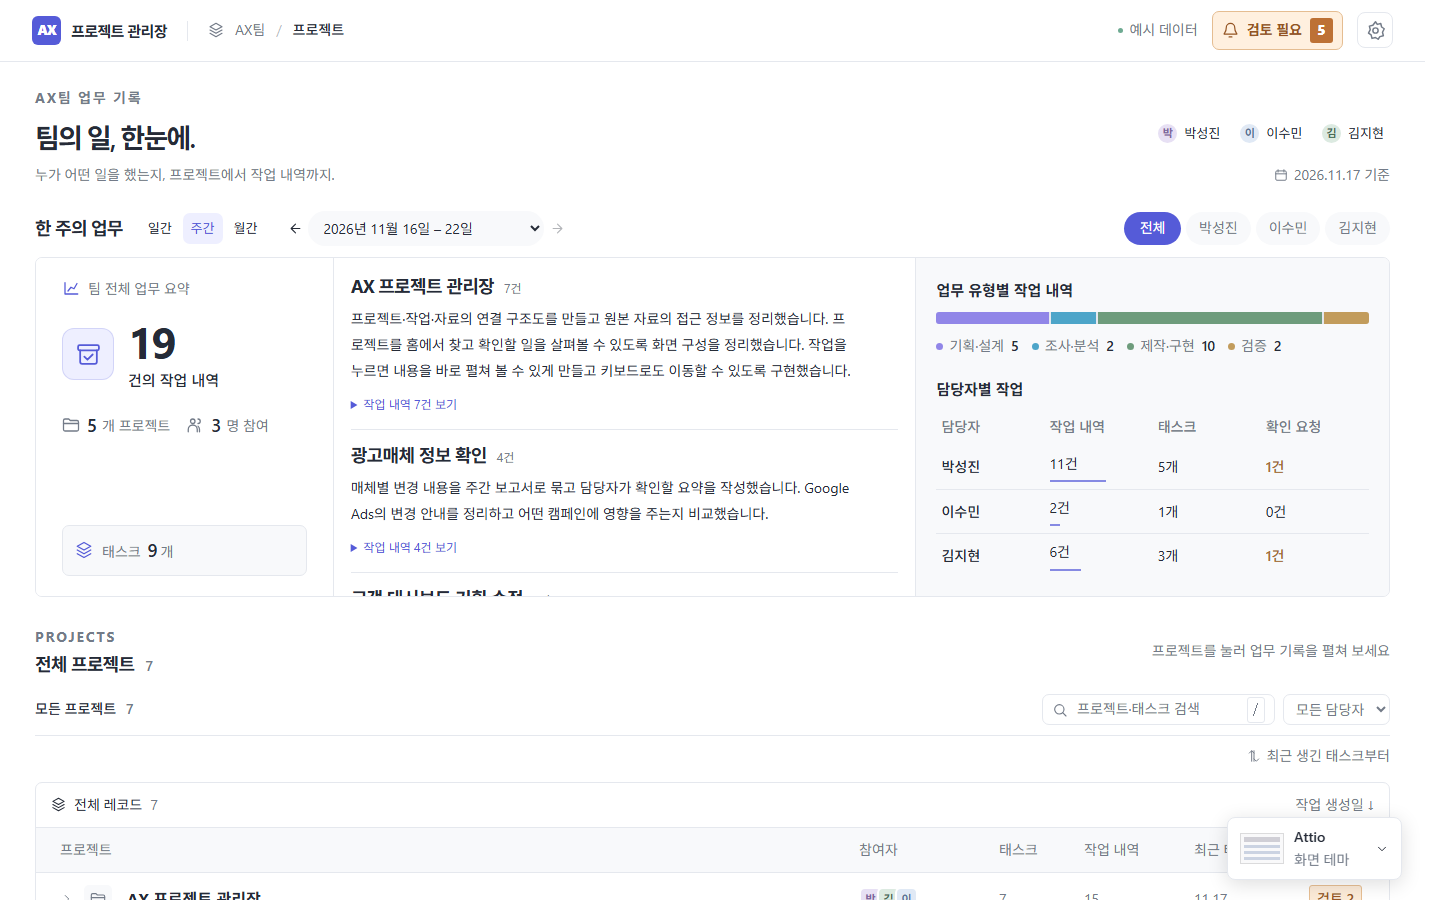 AX 프로젝트 관리장 AX팀 / 프로젝트
예시 데이터 검토 필요 5
AX팀 업무 기록
팀의 일, 한눈에.
누가 어떤 일을 했는지, 프로젝트에서 작업 내역까지.
박 박성진 이 이수민 김 김지현
2026.11.17 기준
한 주의 업무 일간 주간 월간 ← 2026년 11월 16일 – 22일 →
전체 박성진 이수민 김지현
팀 전체 업무 요약
19
건의 작업 내역
5 개 프로젝트 3 명 참여
태스크 9 개
AX 프로젝트 관리장 7건
프로젝트·작업·자료의 연결 구조도를 만들고 원본 자료의 접근 정보를 정리했습니다. 프
로젝트를 홈에서 찾고 확인할 일을 살펴볼 수 있도록 화면 구성을 정리했습니다. 작업을
누르면 내용을 바로 펼쳐 볼 수 있게 만들고 키보드로도 이동할 수 있도록 구현했습니다.
▶ 작업 내역 7건 보기
광고매체 정보 확인 4건
매체별 변경 내용을 주간 보고서로 묶고 담당자가 확인할 요약을 작성했습니다. Google
Ads의 변경 안내를 정리하고 어떤 캠페인에 영향을 주는지 비교했습니다.
▶ 작업 내역 4건 보기
업무 유형별 작업 내역
기획·설계 5 조사·분석 2 제작·구현 10 검증 2
담당자별 작업
담당자 작업 내역 태스크 확인 요청
박성진 11건 5개 1건
이수민 2건 1개 0건
김지현 6건 3개 1건
PROJECTS
전체 프로젝트 7
프로젝트를 눌러 업무 기록을 펼쳐 보세요
모든 프로젝트 7
프로젝트·태스크 검색 / 모든 담당자
최근 생긴 태스크부터
전체 레코드 7
작업 생성일 ↓
프로젝트 참여자 태스크 작업 내역 최근
Attio
화면 테마
AX 프로젝트 관리장 박 김 이 7 15 11.17 검토 2